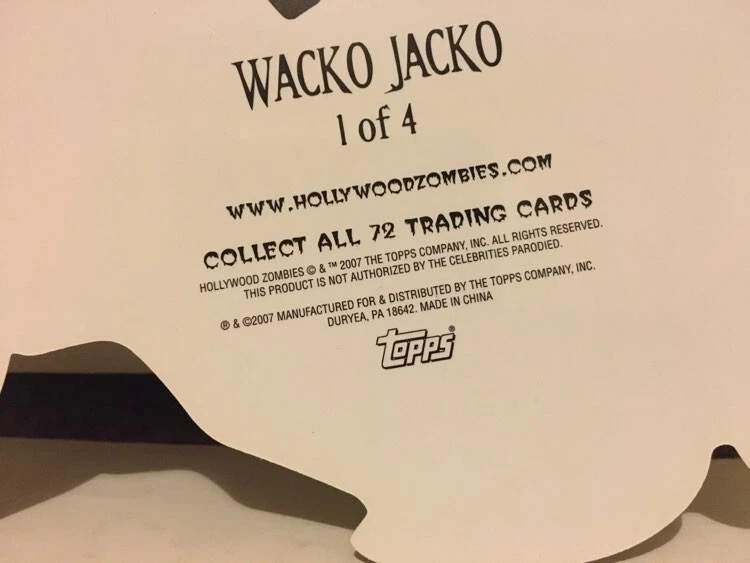 WACKO JACKO
1 of 4
WWW.HOLLYWOODZOMBIES.COM
COLLECT ALL 72 TRADING CARDS
HOLLYWOOD ZOMBIES © & ™ 2007 THE TOPPS COMPANY, INC. ALL RIGHTS RESERVED.
THIS PRODUCT IS NOT AUTHORIZED BY THE CELEBRITIES PARODIED.
® & ©2007 MANUFACTURED FOR & DISTRIBUTED BY THE TOPPS COMPANY, INC.
DURYEA, PA 18642. MADE IN CHINA
topps®